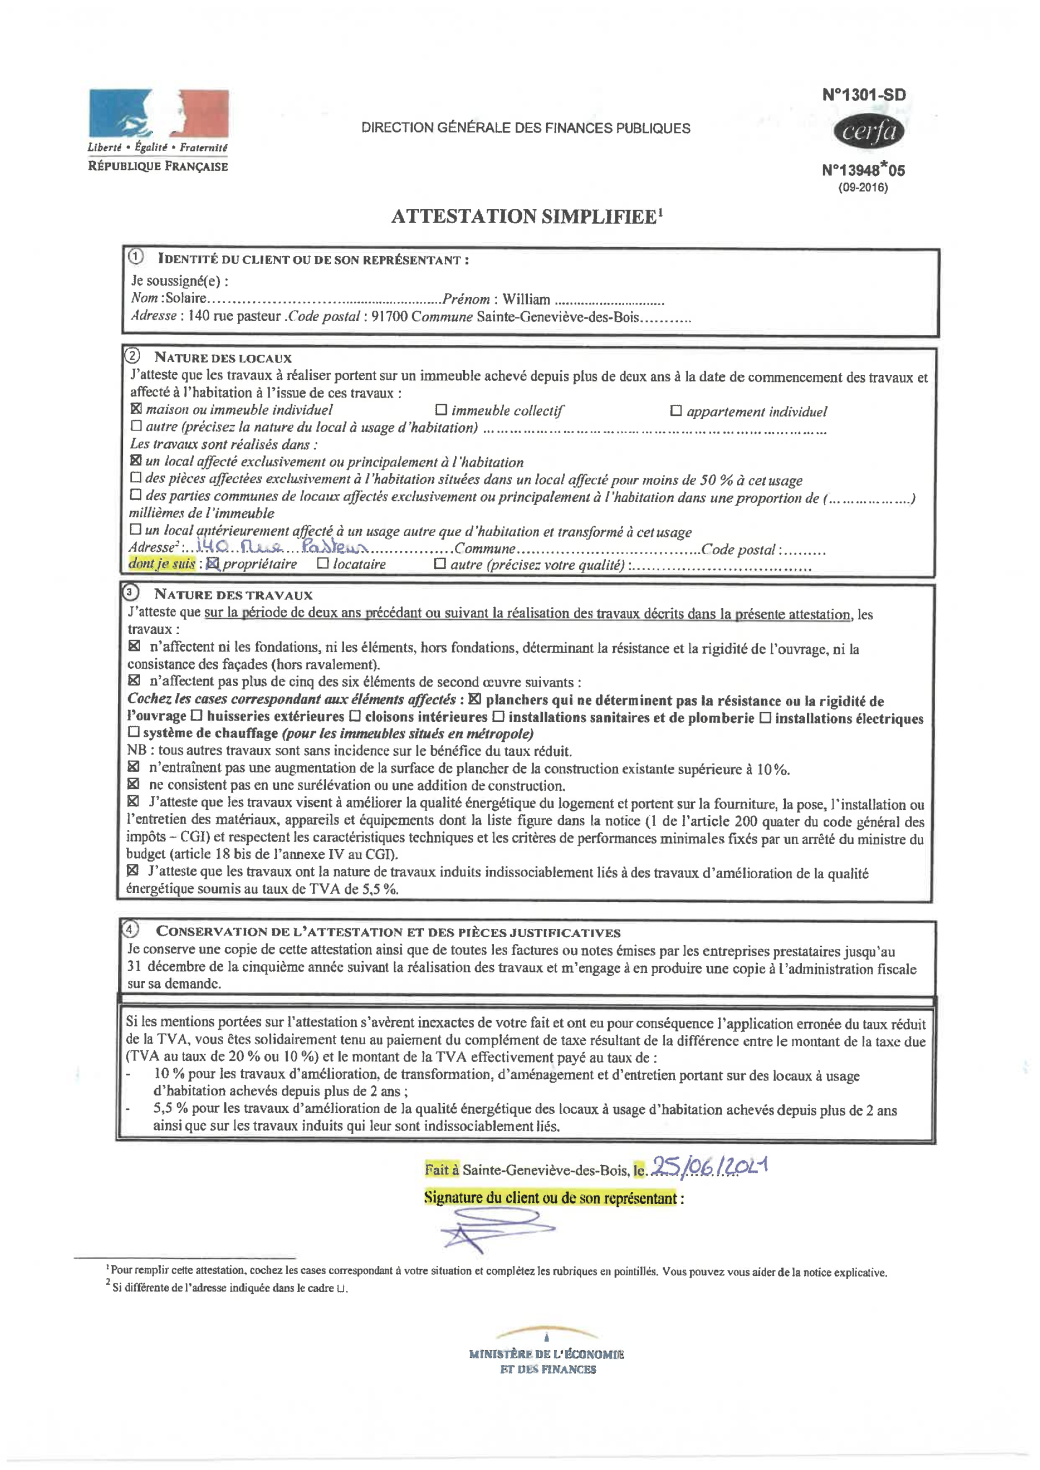 N°1301-SD
cerfa
N°13948*05
(09-2016)
DIRECTION GÉNÉRALE DES FINANCES PUBLIQUES
Liberté • Égalité • Fraternité
RÉPUBLIQUE FRANÇAISE
ATTESTATION SIMPLIFIEE¹
① IDENTITÉ DU CLIENT OU DE SON REPRÉSENTANT :
Je soussigné(e) :
Nom :Solaire..........................................................Prénom : William ...............................
Adresse : 140 rue pasteur .Code postal : 91700 Commune Sainte-Geneviève-des-Bois...........
② NATURE DES LOCAUX
J'atteste que les travaux à réaliser portent sur un immeuble achevé depuis plus de deux ans à la date de commencement des travaux et
affecté à l'habitation à l'issue de ces travaux :
☒ maison ou immeuble individuel ☐ immeuble collectif ☐ appartement individuel
☐ autre (précisez la nature du local à usage d'habitation) ...............................................................................
Les travaux sont réalisés dans :
☒ un local affecté exclusivement ou principalement à l'habitation
☐ des pièces affectées exclusivement à l'habitation situées dans un local affecté pour moins de 50 % à cet usage
☐ des parties communes de locaux affectés exclusivement ou principalement à l'habitation dans une proportion de (...................)
millièmes de l'immeuble
☐ un local antérieurement affecté à un usage autre que d'habitation et transformé à cet usage
Adresse² :..140 Rue Pasteur..................Commune........................................Code postal :.........
dont je suis : ☒ propriétaire ☐ locataire ☐ autre (précisez votre qualité) :........................................
③ NATURE DES TRAVAUX
J'atteste que sur la période de deux ans précédant ou suivant la réalisation des travaux décrits dans la présente attestation, les
travaux :
☒ n'affectent ni les fondations, ni les éléments, hors fondations, déterminant la résistance et la rigidité de l'ouvrage, ni la
consistance des façades (hors ravalement).
☒ n'affectent pas plus de cinq des six éléments de second œuvre suivants :
Cochez les cases correspondant aux éléments affectés : ☒ planchers qui ne déterminent pas la résistance ou la rigidité de
l'ouvrage ☐ huisseries extérieures ☐ cloisons intérieures ☐ installations sanitaires et de plomberie ☐ installations électriques
☐ système de chauffage (pour les immeubles situés en métropole)
NB : tous autres travaux sont sans incidence sur le bénéfice du taux réduit.
☒ n'entraînent pas une augmentation de la surface de plancher de la construction existante supérieure à 10%.
☒ ne consistent pas en une surélévation ou une addition de construction.
☒ J'atteste que les travaux visent à améliorer la qualité énergétique du logement et portent sur la fourniture, la pose, l'installation ou
l'entretien des matériaux, appareils et équipements dont la liste figure dans la notice (1 de l'article 200 quater du code général des
impôts – CGI) et respectent les caractéristiques techniques et les critères de performances minimales fixés par un arrêté du ministre du
budget (article 18 bis de l'annexe IV au CGI).
☒ J'atteste que les travaux ont la nature de travaux induits indissociablement liés à des travaux d'amélioration de la qualité
énergétique soumis au taux de TVA de 5,5 %.
④ CONSERVATION DE L'ATTESTATION ET DES PIÈCES JUSTIFICATIVES
Je conserve une copie de cette attestation ainsi que de toutes les factures ou notes émises par les entreprises prestataires jusqu'au
31 décembre de la cinquième année suivant la réalisation des travaux et m'engage à en produire une copie à l'administration fiscale
sur sa demande.
Si les mentions portées sur l'attestation s'avèrent inexactes de votre fait et ont eu pour conséquence l'application erronée du taux réduit
de la TVA, vous êtes solidairement tenu au paiement du complément de taxe résultant de la différence entre le montant de la taxe due
(TVA au taux de 20 % ou 10 %) et le montant de la TVA effectivement payé au taux de :
- 10 % pour les travaux d'amélioration, de transformation, d'aménagement et d'entretien portant sur des locaux à usage
d'habitation achevés depuis plus de 2 ans ;
- 5,5 % pour les travaux d'amélioration de la qualité énergétique des locaux à usage d'habitation achevés depuis plus de 2 ans
ainsi que sur les travaux induits qui leur sont indissociablement liés.
Fait à Sainte-Geneviève-des-Bois, le. 25/06/2021
Signature du client ou de son représentant :
¹ Pour remplir cette attestation, cochez les cases correspondant à votre situation et complétez les rubriques en pointillés. Vous pouvez vous aider de la notice explicative.
² Si différente de l'adresse indiquée dans le cadre ⊔.
MINISTÈRE DE L'ÉCONOMIE
ET DES FINANCES